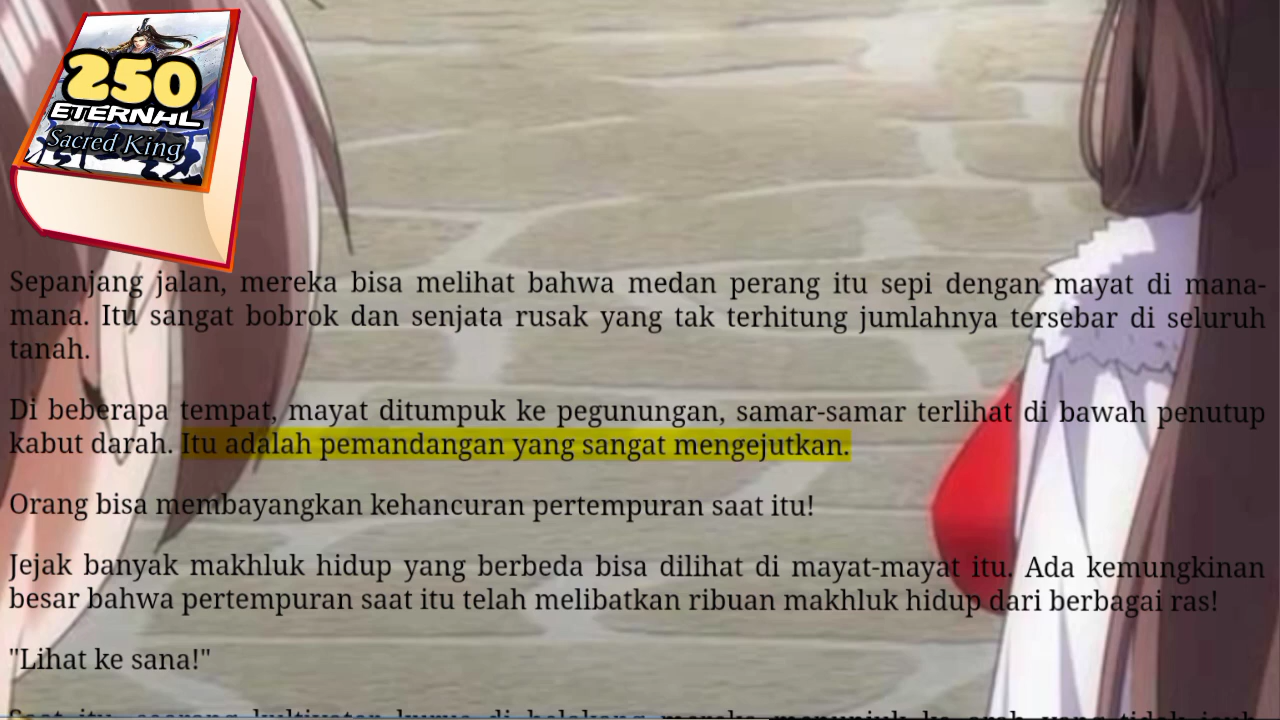 250
ETERNAL
Sacred King
Sepanjang jalan, mereka bisa melihat bahwa medan perang itu sepi dengan mayat di mana-
mana. Itu sangat bobrok dan senjata rusak yang tak terhitung jumlahnya tersebar di seluruh
tanah.
Di beberapa tempat, mayat ditumpuk ke pegunungan, samar-samar terlihat di bawah penutup
kabut darah. Itu adalah pemandangan yang sangat mengejutkan.
Orang bisa membayangkan kehancuran pertempuran saat itu!
Jejak banyak makhluk hidup yang berbeda bisa dilihat di mayat-mayat itu. Ada kemungkinan
besar bahwa pertempuran saat itu telah melibatkan ribuan makhluk hidup dari berbagai ras!
"Lihat ke sana!"